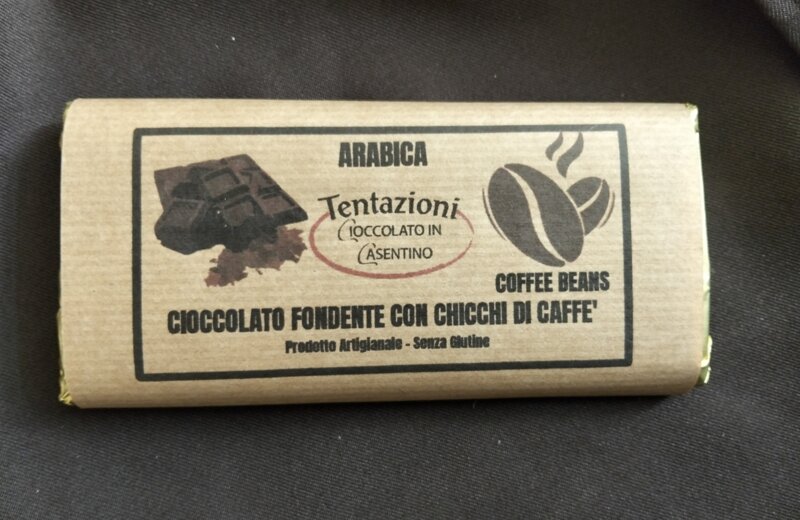 ARABICA
Tentazioni
CIOCCOLATO IN
CASENTINO
COFFEE BEANS
CIOCCOLATO FONDENTE CON CHICCHI DI CAFFE'
Prodotto Artigianale - Senza Glutine